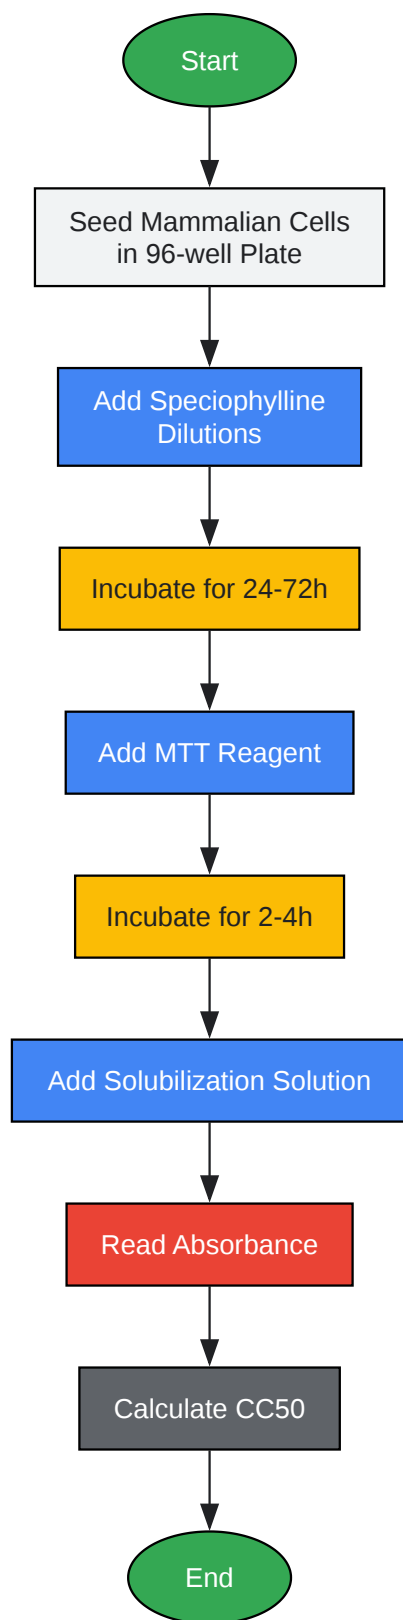 Start
Seed Mammalian Cells
in 96-well Plate
Add Speciophylline
Dilutions
Incubate for 24-72h
Add MTT Reagent
Incubate for 2-4h
Add Solubilization Solution
Read Absorbance
Calculate CC50
End